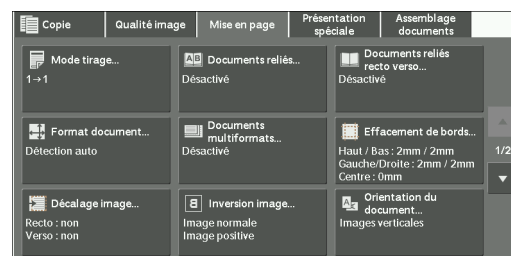 Copie
Qualité image
Mise en page
Présentation
spéciale
Assemblage
documents
Mode tirage...
1→1
Documents reliés...
Désactivé
Documents reliés
recto verso...
Désactivé
Format document...
Détection auto
Documents
multiformats...
Désactivé
Effacement de bords...
Haut / Bas : 2mm / 2mm
Gauche/Droite : 2mm / 2mm
Centre : 0mm
1/2
Décalage image...
Recto : non
Verso : non
Inversion image...
Image normale
Image positive
Orientation du
document...
Images verticales